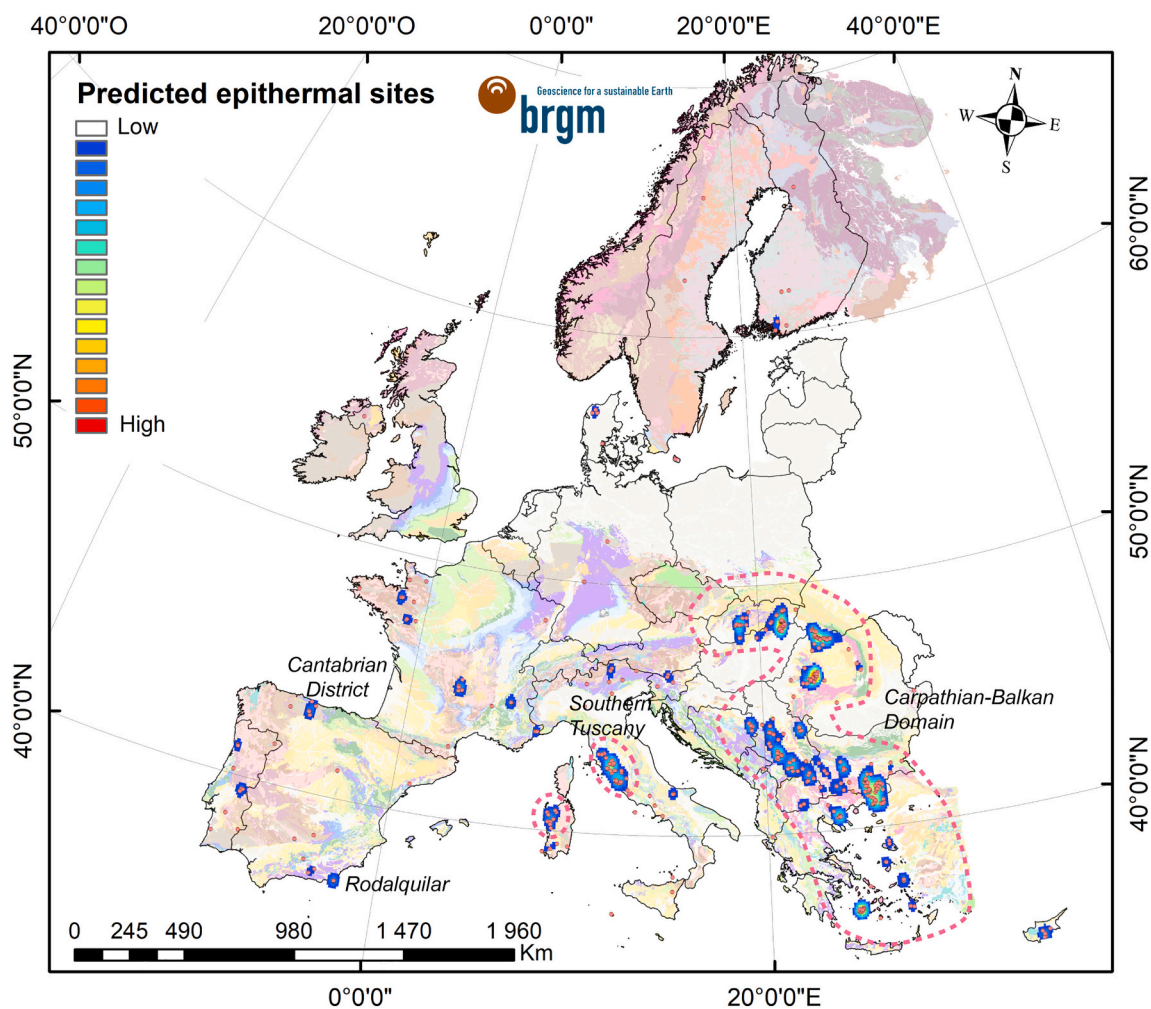 40°0'0"O
20°0'0"O
0°0'0"
20°0'0"E
40°0'0"E
Predicted epithermal sites
Low
High
Geoscience for a sustainable Earth
brgm
N
W
E
S
50°0'0"N
60°0'0"N
40°0'0"N
50°0'0"N
40°0'0"N
Cantabrian
District
Southern
Tuscany
Carpathian-Balkan
Domain
Rodalquilar
0 245 490 980 1 470 1 960
Km
0°0'0"
20°0'0"E